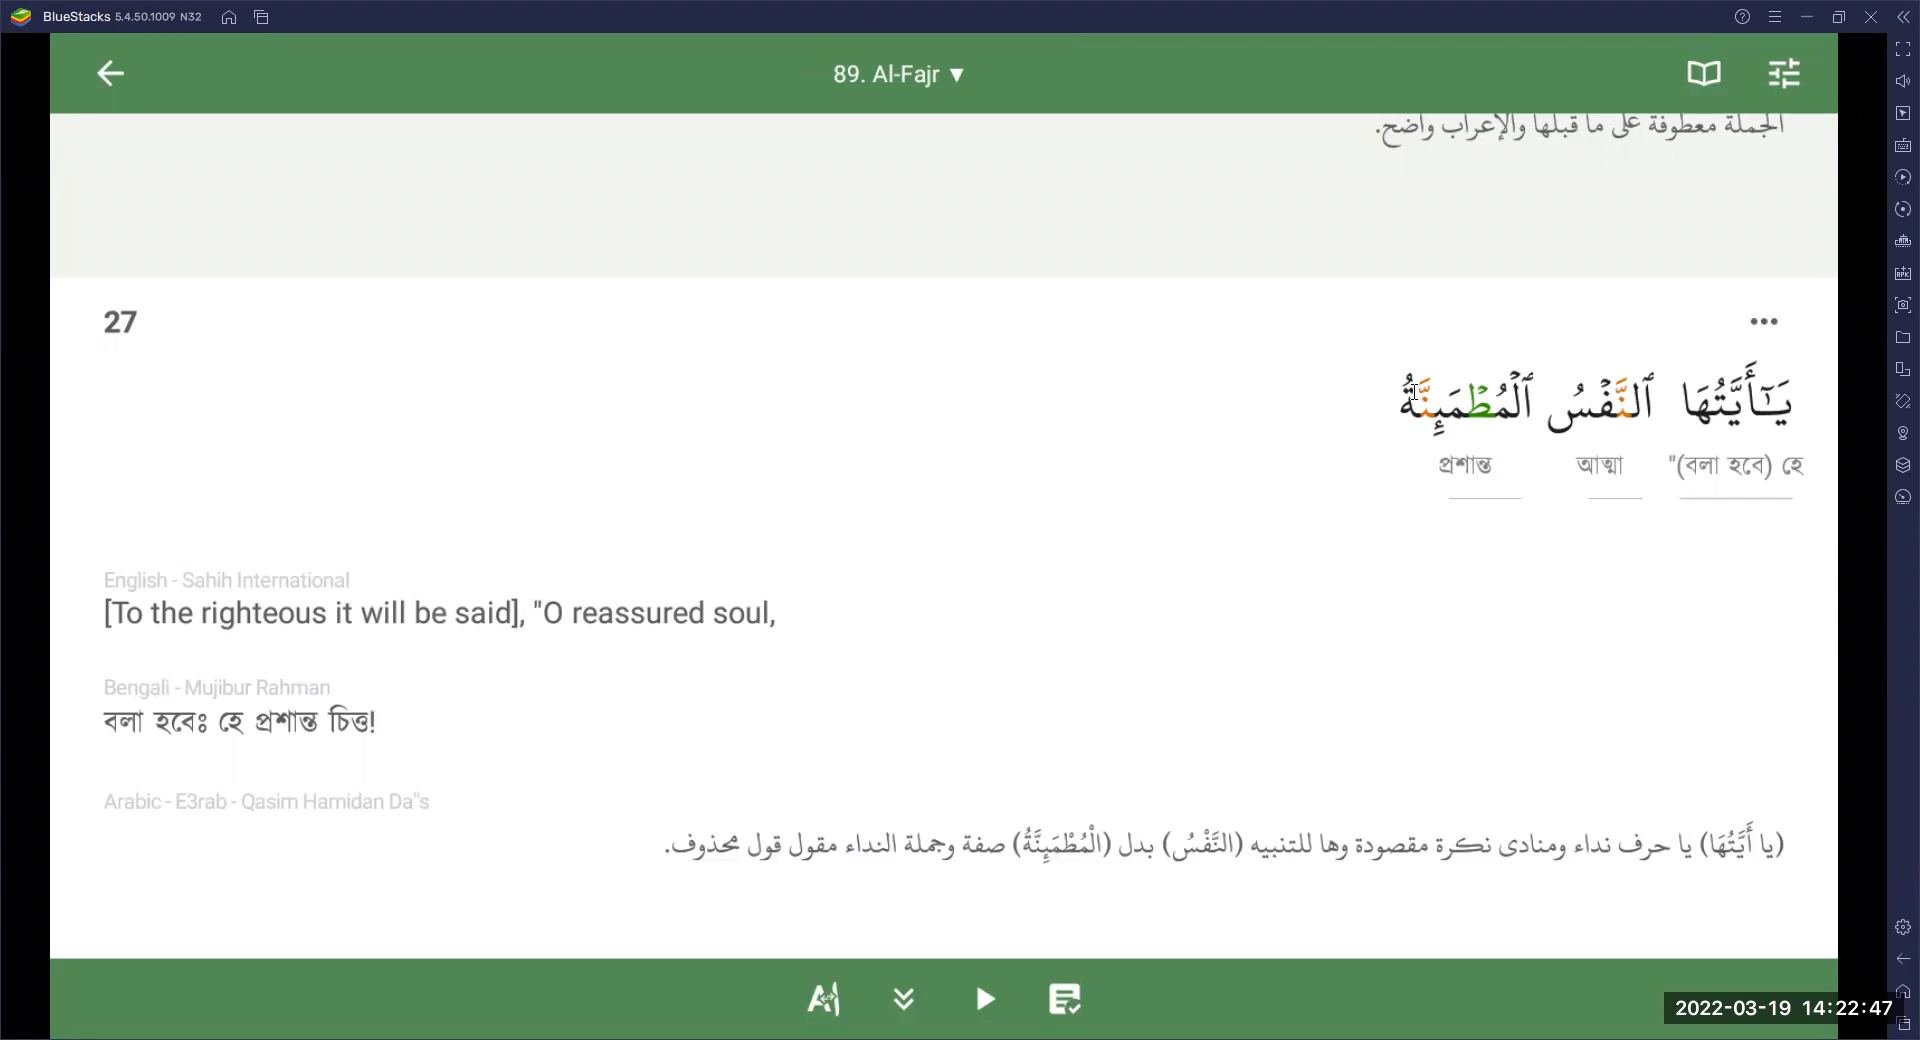 BlueStacks 5.4.50.1009 N32
89. Al-Fajr ▼
الجملة معطوفة على ما قبلها والإعراب واضح.
27
يَـٰٓأَيَّتُهَا ٱلنَّفْسُ ٱلْمُطْمَئِنَّةُ
"(বলা হবে) হে আত্মা প্রশান্ত
English - Sahih International
[To the righteous it will be said], "O reassured soul,
Bengali - Mujibur Rahman
বলা হবেঃ হে প্রশান্ত চিত্ত!
Arabic - E3rab - Qasim Hamidan Da"s
(يا أَيَّتُهَا) يا حرف نداء ومنادى نكرة مقصودة وها للتنبيه (النَّفْسُ) بدل (الْمُطْمَئِنَّةُ) صفة وجملة النداء مقول قول محذوف.
2022-03-19 14:22:47